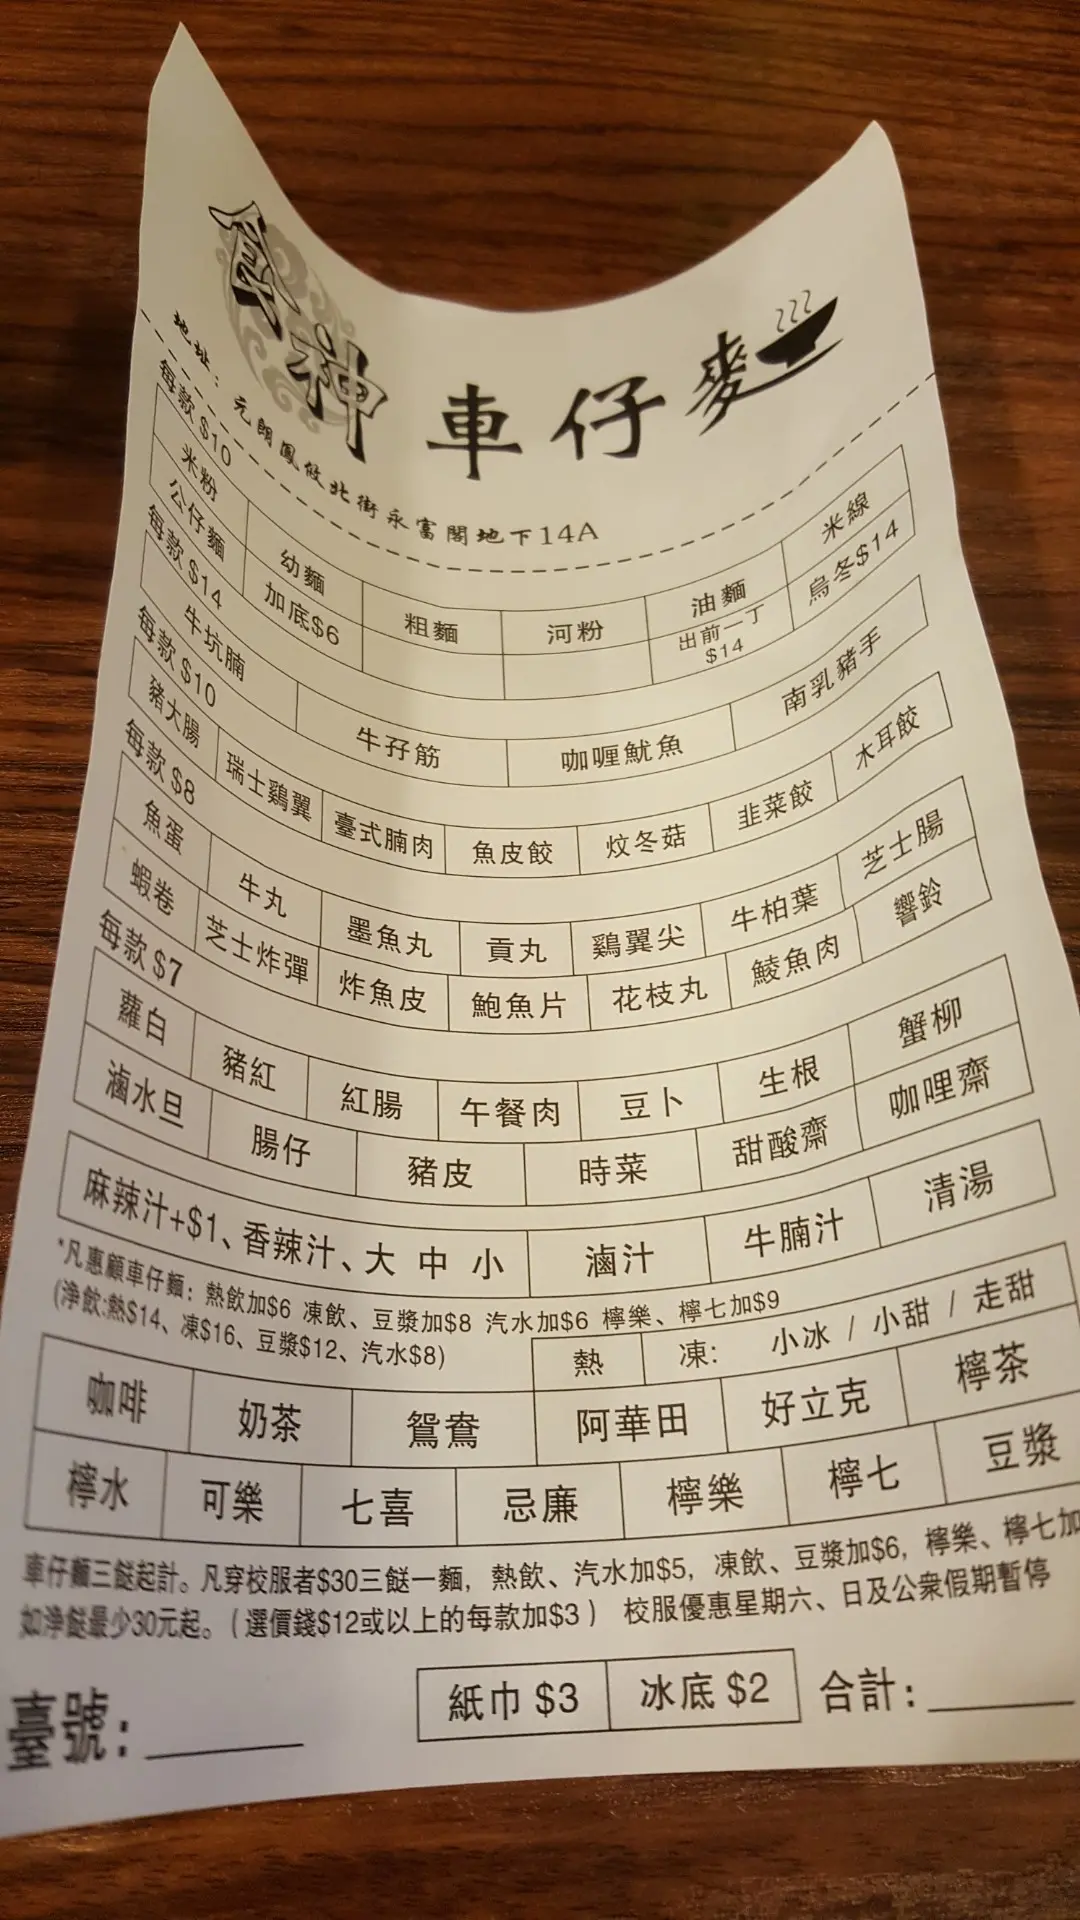 食神車仔麥
地址：元朗鳳攸北街永富閣地下14A
每款 $10
米粉 幼麵 粗麵 河粉 油麵 米線
公仔麵 加底$6 出前一丁$14 烏冬$14
每款 $14
牛坑腩 牛孖筋 咖喱魷魚 南乳豬手
每款 $10
豬大腸 瑞士鷄翼 臺式腩肉 魚皮餃 炆冬菇 韭菜餃 木耳餃
每款 $8
魚蛋 牛丸 墨魚丸 貢丸 鷄翼尖 牛柏葉 芝士腸
蝦卷 芝士炸彈 炸魚皮 鮑魚片 花枝丸 鯪魚肉 響鈴
每款 $7
蘿白 豬紅 紅腸 午餐肉 豆卜 生根 蟹柳
滷水旦 腸仔 豬皮 時菜 甜酸齋 咖哩齋
麻辣汁+$1、香辣汁、大 中 小 滷汁 牛腩汁 清湯
*凡惠顧車仔麵：熱飲加$6 凍飲、豆漿加$8 汽水加$6 檸樂、檸七加$9
(淨飲:熱$14、凍$16、豆漿$12、汽水$8)
熱 凍: 小冰 / 小甜 / 走甜
咖啡 奶茶 鴛鴦 阿華田 好立克 檸茶
檸水 可樂 七喜 忌廉 檸樂 檸七 豆漿
車仔麵三餸起計。凡穿校服者$30三餸一麵，熱飲、汽水加$5，凍飲、豆漿加$6，檸樂、檸七加
如淨餸最少30元起。（選價錢$12或以上的每款加$3） 校服優惠星期六、日及公衆假期暫停
臺號： 紙巾 $3 冰底 $2 合計：